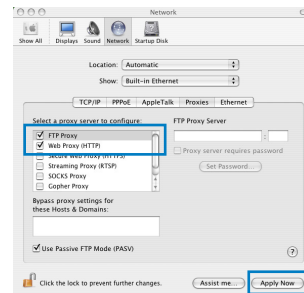 Network
Show All Displays Sound Network Startup Disk
Location: Automatic
Show: Built-in Ethernet
TCP/IP PPPoE AppleTalk Proxies Ethernet
Select a proxy server to configure: FTP Proxy Server
FTP Proxy
Web Proxy (HTTP)
Secure Web Proxy (HTTPS)
Streaming Proxy (RTSP)
SOCKS Proxy
Gopher Proxy
:
Proxy server requires password
Set Password...
Bypass proxy settings for
these Hosts & Domains:
Use Passive FTP Mode (PASV)
?
Click the lock to prevent further changes. Assist me... Apply Now